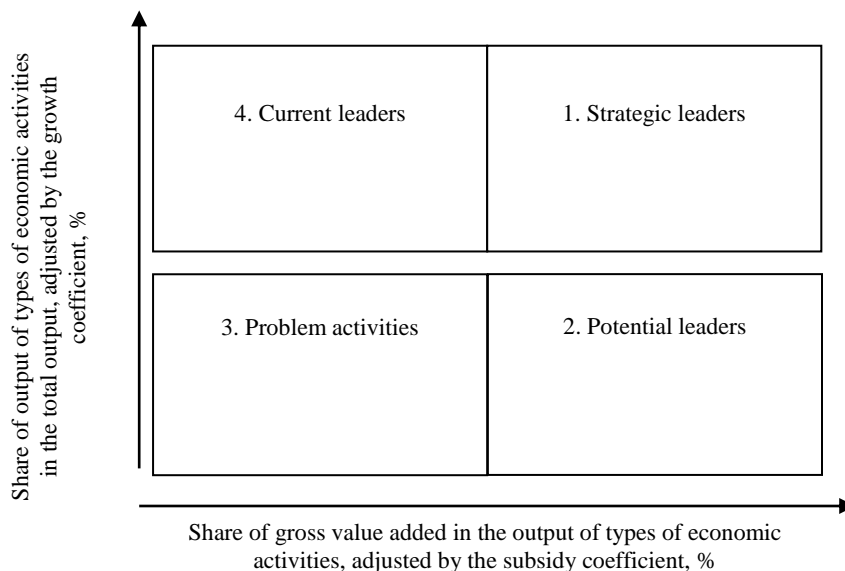 Share of output of types of economic activities
in the total output, adjusted by the growth
coefficient, %
4. Current leaders
1. Strategic leaders
3. Problem activities
2. Potential leaders
Share of gross value added in the output of types of economic
activities, adjusted by the subsidy coefficient, %